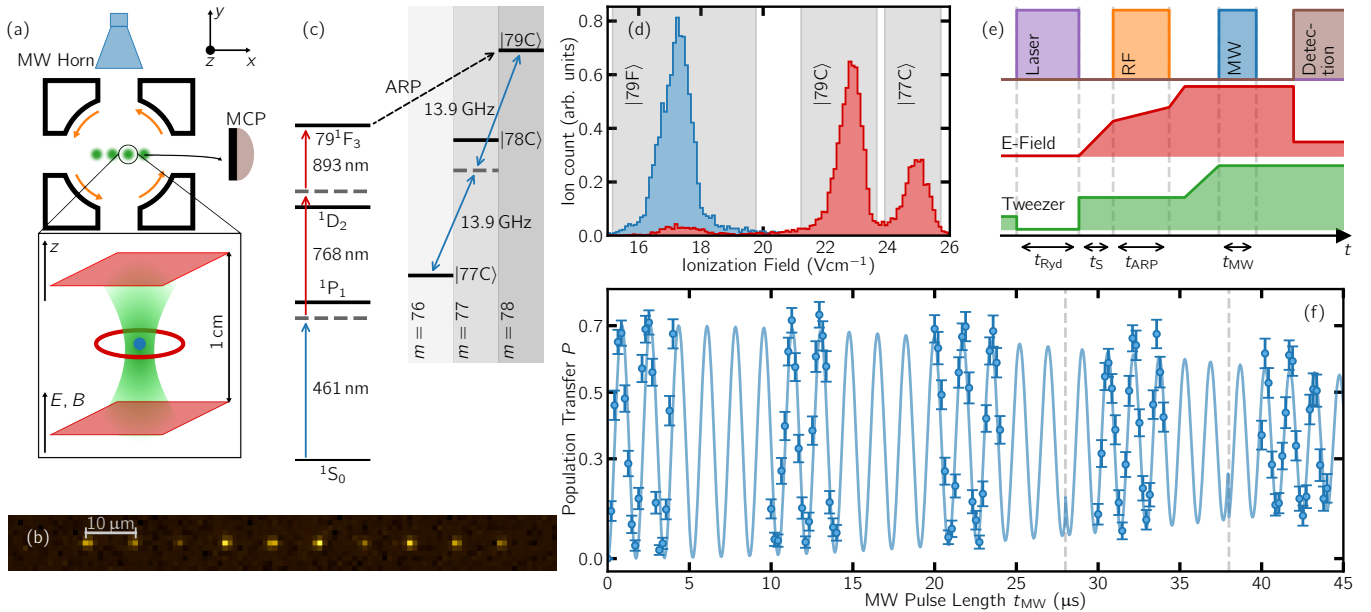 (a)
MW Horn
y
z
x
MCP
z
1 cm
E, B
(b)
10 µm
(c)
|79C⟩
ARP
13.9 GHz
79¹F₃
|78C⟩
893 nm
¹D₂
13.9 GHz
768 nm
|77C⟩
¹P₁
m = 76
m = 77
m = 78
461 nm
¹S₀
(d)
Ion count (arb. units)
0.8
0.4
0.2
0.0
|79F⟩
|79C⟩
|77C⟩
16
18
20
22
24
26
Ionization Field (Vcm⁻¹)
(e)
Laser
RF
MW
Detec-
tion
E-Field
Tweezer
t_Ryd
t_S
t_ARP
t_MW
t
(f)
Population Transfer P
0.7
0.5
0.3
0.0
0
5
10
15
20
25
30
35
40
45
MW Pulse Length t_MW (µs)